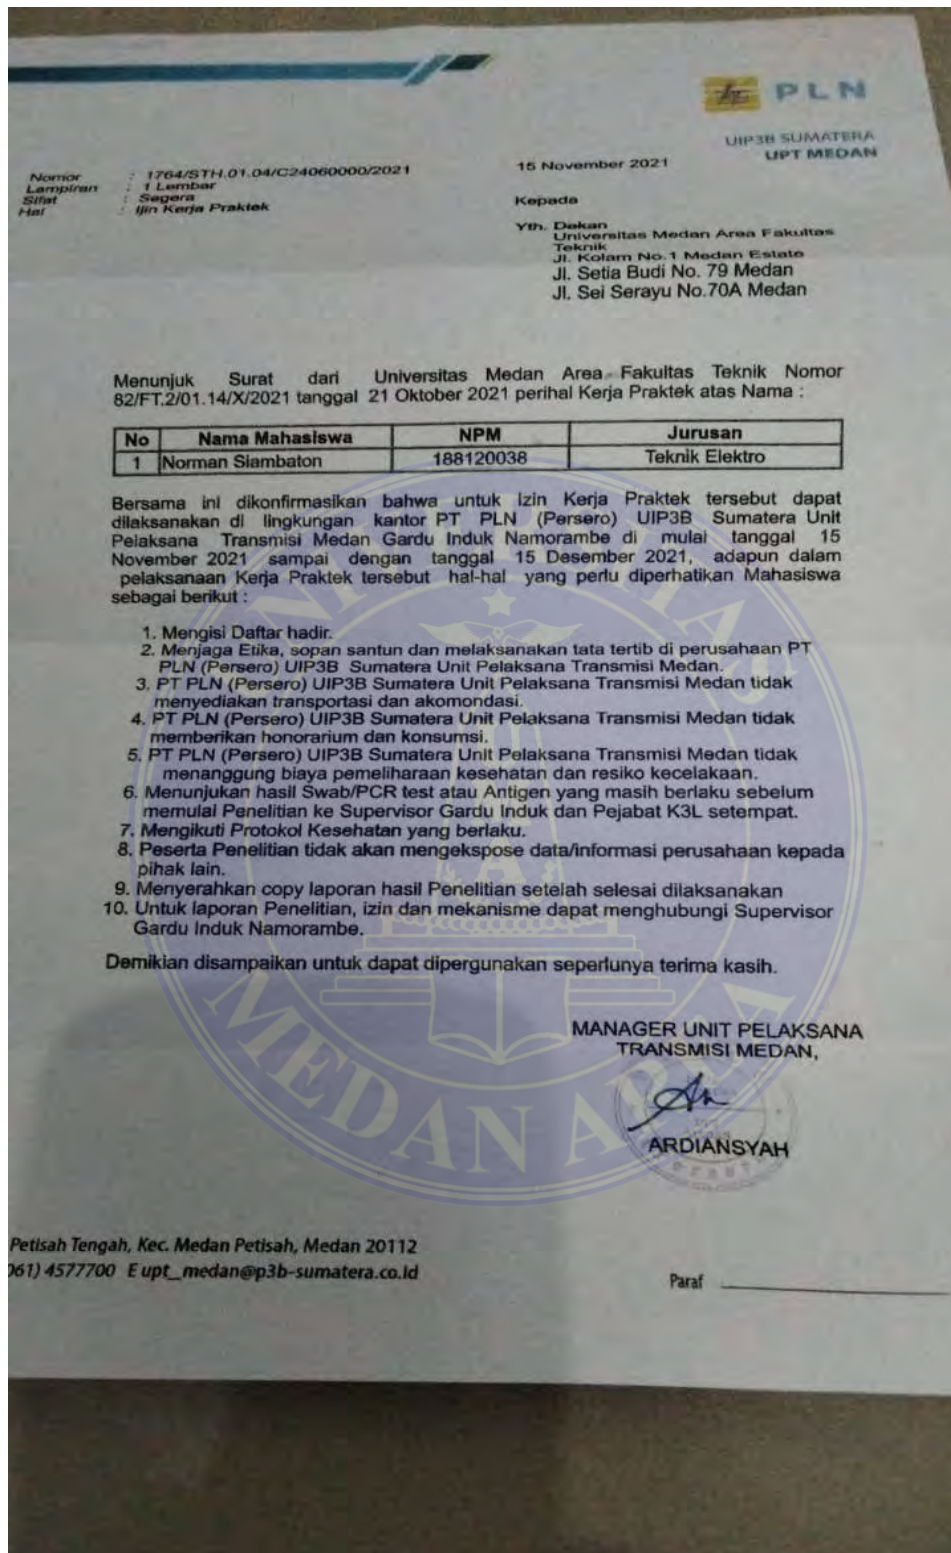 PLN
UIP3B SUMATERA
UPT MEDAN
Nomor : 1764/STH.01.04/C24060000/2021
Lampiran : 1 Lembar
Sifat : Segera
Hal : Ijin Kerja Praktek
15 November 2021
Kepada
Yth. Dekan
Universitas Medan Area Fakultas
Teknik
Jl. Kolam No.1 Medan Estate
Jl. Setia Budi No. 79 Medan
Jl. Sei Serayu No.70A Medan
Menunjuk Surat dari Universitas Medan Area Fakultas Teknik Nomor
82/FT.2/01.14/X/2021 tanggal 21 Oktober 2021 perihal Kerja Praktek atas Nama :
No Nama Mahasiswa NPM Jurusan
1 Norman Siambaton 188120038 Teknik Elektro
Bersama ini dikonfirmasikan bahwa untuk Izin Kerja Praktek tersebut dapat
dilaksanakan di lingkungan kantor PT PLN (Persero) UIP3B Sumatera Unit
Pelaksana Transmisi Medan Gardu Induk Namorambe di mulai tanggal 15
November 2021 sampai dengan tanggal 15 Desember 2021, adapun dalam
pelaksanaan Kerja Praktek tersebut hal-hal yang perlu diperhatikan Mahasiswa
sebagai berikut :
1. Mengisi Daftar hadir.
2. Menjaga Etika, sopan santun dan melaksanakan tata tertib di perusahaan PT
PLN (Persero) UIP3B Sumatera Unit Pelaksana Transmisi Medan.
3. PT PLN (Persero) UIP3B Sumatera Unit Pelaksana Transmisi Medan tidak
menyediakan transportasi dan akomondasi.
4. PT PLN (Persero) UIP3B Sumatera Unit Pelaksana Transmisi Medan tidak
memberikan honorarium dan konsumsi.
5. PT PLN (Persero) UIP3B Sumatera Unit Pelaksana Transmisi Medan tidak
menanggung biaya pemeliharaan kesehatan dan resiko kecelakaan.
6. Menunjukan hasil Swab/PCR test atau Antigen yang masih berlaku sebelum
memulai Penelitian ke Supervisor Gardu Induk dan Pejabat K3L setempat.
7. Mengikuti Protokol Kesehatan yang berlaku.
8. Peserta Penelitian tidak akan mengekspose data/informasi perusahaan kepada
pihak lain.
9. Menyerahkan copy laporan hasil Penelitian setelah selesai dilaksanakan
10. Untuk laporan Penelitian, izin dan mekanisme dapat menghubungi Supervisor
Gardu Induk Namorambe.
Demikian disampaikan untuk dapat dipergunakan seperlunya terima kasih.
MANAGER UNIT PELAKSANA
TRANSMISI MEDAN,
ARDIANSYAH
Petisah Tengah, Kec. Medan Petisah, Medan 20112
061) 4577700 E upt_medan@p3b-sumatera.co.id
Paraf
UNIVERSITAS
MEDAN AREA